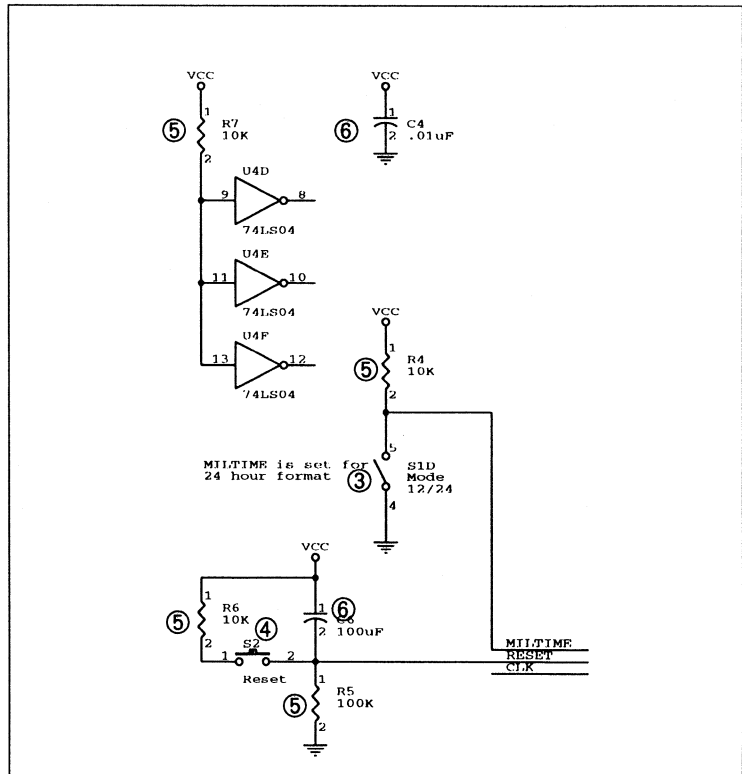 VCC
VCC
1
⑤
R7
10K
2
1
⑥
C4
2
.01uF
U4D
9
8
74LS04
U4E
11
10
74LS04
U4F
13
12
74LS04
VCC
1
⑤
R4
10K
2
5
MILTIME is set for
24 hour format
③
S1D
Mode
12/24
4
VCC
1
⑤
R6
10K
2
④
S2
1
2
Reset
1
⑥
2
100uF
MILTIME
RESET
CLK
1
⑤
R5
100K
2